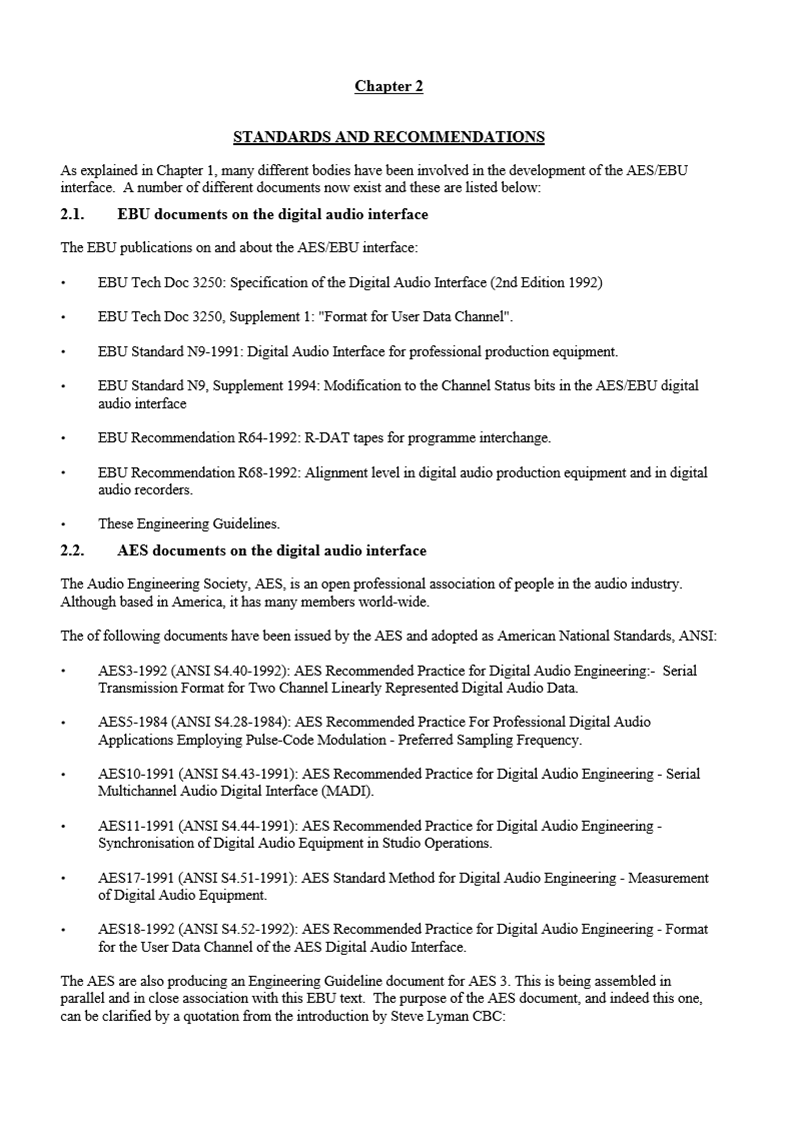 Chapter 2
STANDARDS AND RECOMMENDATIONS
As explained in Chapter 1, many different bodies have been involved in the development of the AES/EBU
interface.  A number of different documents now exist and these are listed below:
2.1. EBU documents on the digital audio interface
The EBU publications on and about the AES/EBU interface:
• EBU Tech Doc 3250: Specification of the Digital Audio Interface (2nd Edition 1992)
• EBU Tech Doc 3250, Supplement 1: "Format for User Data Channel".
• EBU Standard N9-1991: Digital Audio Interface for professional production equipment.
• EBU Standard N9, Supplement 1994: Modification to the Channel Status bits in the AES/EBU digital
audio interface
• EBU Recommendation R64-1992: R-DAT tapes for programme interchange.
• EBU Recommendation R68-1992: Alignment level in digital audio production equipment and in digital
audio recorders.
• These Engineering Guidelines.
2.2. AES documents on the digital audio interface
The Audio Engineering Society, AES, is an open professional association of people in the audio industry.
Although based in America, it has many members world-wide.
The of following documents have been issued by the AES and adopted as American National Standards, ANSI:
• AES3-1992 (ANSI S4.40-1992): AES Recommended Practice for Digital Audio Engineering:-  Serial
Transmission Format for Two Channel Linearly Represented Digital Audio Data.
• AES5-1984 (ANSI S4.28-1984): AES Recommended Practice For Professional Digital Audio
Applications Employing Pulse-Code Modulation - Preferred Sampling Frequency.
• AES10-1991 (ANSI S4.43-1991): AES Recommended Practice for Digital Audio Engineering - Serial
Multichannel Audio Digital Interface (MADI).
• AES11-1991 (ANSI S4.44-1991): AES Recommended Practice for Digital Audio Engineering -
Synchronisation of Digital Audio Equipment in Studio Operations.
• AES17-1991 (ANSI S4.51-1991): AES Standard Method for Digital Audio Engineering - Measurement
of Digital Audio Equipment.
• AES18-1992 (ANSI S4.52-1992): AES Recommended Practice for Digital Audio Engineering - Format
for the User Data Channel of the AES Digital Audio Interface.
The AES are also producing an Engineering Guideline document for AES 3. This is being assembled in
parallel and in close association with this EBU text.  The purpose of the AES document, and indeed this one,
can be clarified by a quotation from the introduction by Steve Lyman CBC: